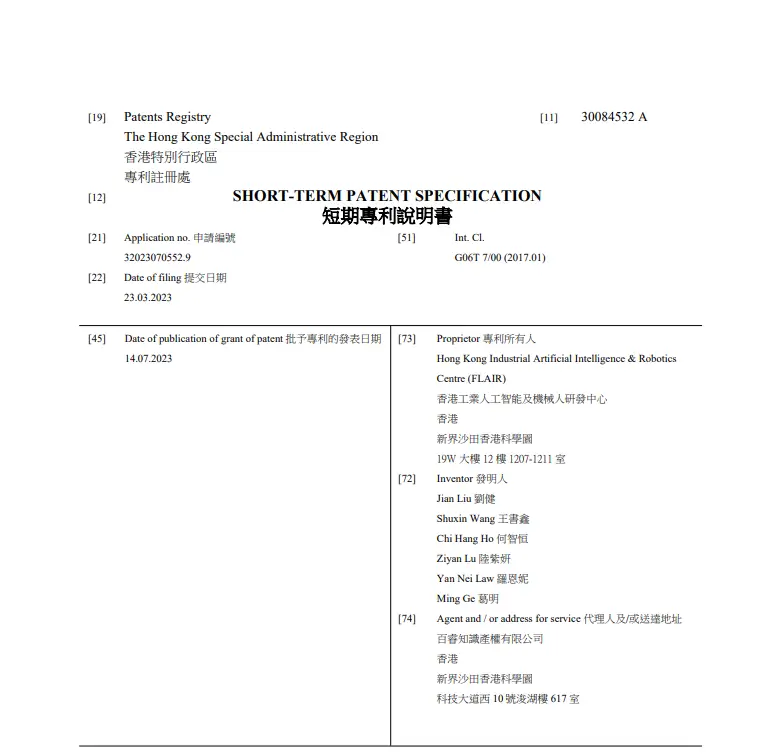 [19] Patents Registry [11] 30084532 A
The Hong Kong Special Administrative Region
香港特別行政區
專利註冊處
[12] SHORT-TERM PATENT SPECIFICATION
短期專利說明書
[21] Application no. 申請編號 [51] Int. Cl.
32023070552.9 G06T 7/00 (2017.01)
[22] Date of filing 提交日期
23.03.2023
[45] Date of publication of grant of patent 批予專利的發表日期
14.07.2023
[73] Proprietor 專利所有人
Hong Kong Industrial Artificial Intelligence & Robotics
Centre (FLAIR)
香港工業人工智能及機械人研發中心
香港
新界沙田香港科學園
19W 大樓 12 樓 1207-1211 室
[72] Inventor 發明人
Jian Liu 劉健
Shuxin Wang 王書鑫
Chi Hang Ho 何智恒
Ziyan Lu 陸紫妍
Yan Nei Law 羅恩妮
Ming Ge 葛明
[74] Agent and / or address for service 代理人及/或送達地址
百睿知識產權有限公司
香港
新界沙田香港科學園
科技大道西 10 號浚湖樓 617 室